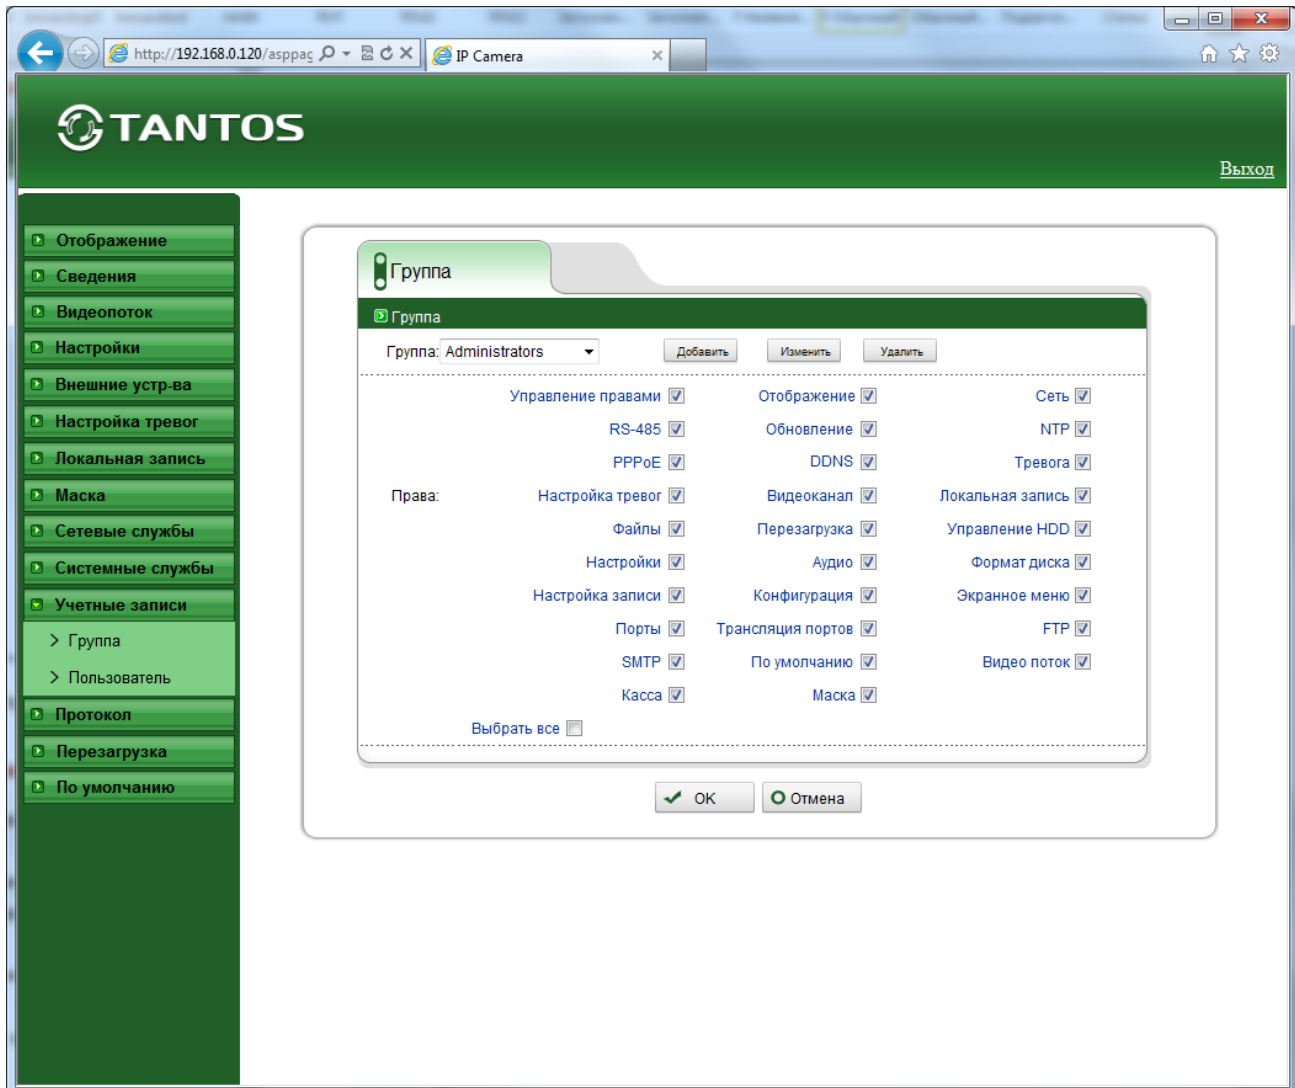 http://192.168.0.120/asppag
IP Camera
TANTOS
Выход
Отображение
Сведения
Видеопоток
Настройки
Внешние устр-ва
Настройка тревог
Локальная запись
Маска
Сетевые службы
Системные службы
Учетные записи
> Группа
> Пользователь
Протокол
Перезагрузка
По умолчанию
Группа
Группа
Группа: Administrators Добавить Изменить Удалить
Управление правами Отображение Сеть
RS-485 Обновление NTP
PPPoE DDNS Тревога
Права: Настройка тревог Видеоканал Локальная запись
Файлы Перезагрузка Управление HDD
Настройки Аудио Формат диска
Настройка записи Конфигурация Экранное меню
Порты Трансляция портов FTP
SMTP По умолчанию Видео поток
Касса Маска
Выбрать все
OK Отмена